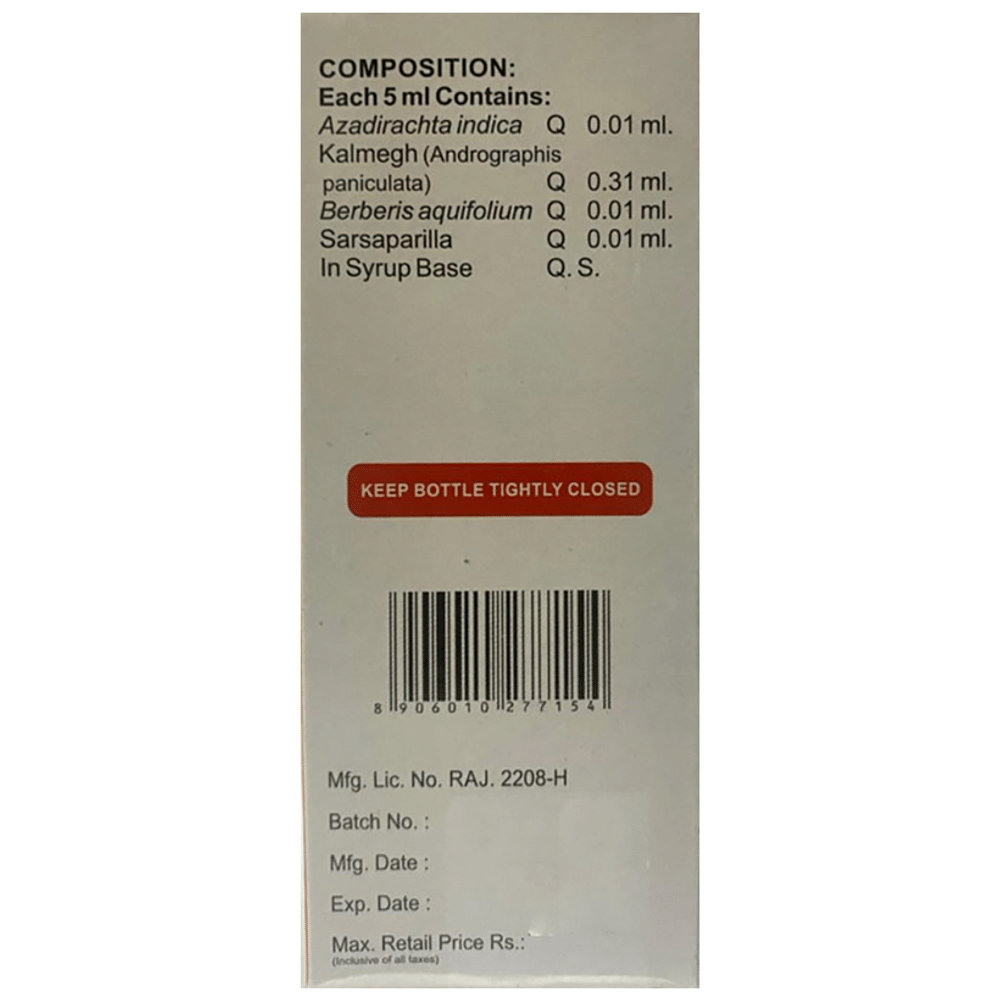 COMPOSITION:
Each 5 ml Contains:
Azadirachta indica Q 0.01 ml.
Kalmegh (Andrographis
paniculata) Q 0.31 ml.
Berberis aquifolium Q 0.01 ml.
Sarsaparilla Q 0.01 ml.
In Syrup Base Q. S.
KEEP BOTTLE TIGHTLY CLOSED
8 906010 277154
Mfg. Lic. No. RAJ. 2208-H
Batch No. :
Mfg. Date :
Exp. Date :
Max. Retail Price Rs.:
(Inclusive of all taxes)